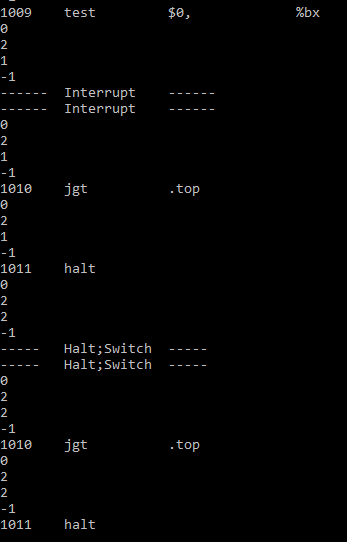 1009 test $0, %bx
0
2
1
-1
------ Interrupt ------
------ Interrupt ------
0
2
1
-1
1010 jgt .top
0
2
1
-1
1011 halt
0
2
2
-1
----- Halt;Switch -----
----- Halt;Switch -----
0
2
2
-1
1010 jgt .top
0
2
2
-1
1011 halt